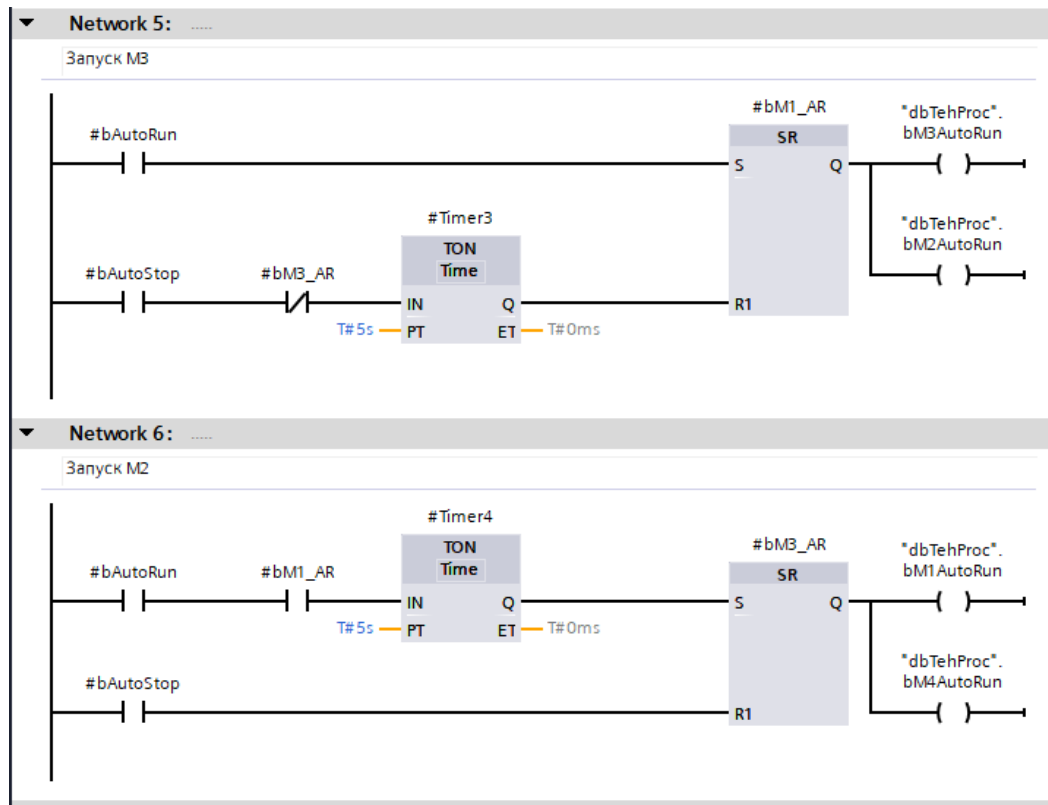 Network 5: .....
Запуск М3
#bM1_AR
"dbTehProc".
bM3AutoRun
#bAutoRun
SR
S Q
#Timer3
"dbTehProc".
bM2AutoRun
TON
Time
#bAutoStop #bM3_AR
IN Q R1
T#5s PT ET T#0ms
Network 6: .....
Запуск М2
#Timer4
#bM3_AR
"dbTehProc".
bM1AutoRun
TON
Time
#bAutoRun #bM1_AR
SR
IN Q S Q
T#5s PT ET T#0ms
"dbTehProc".
bM4AutoRun
#bAutoStop
R1